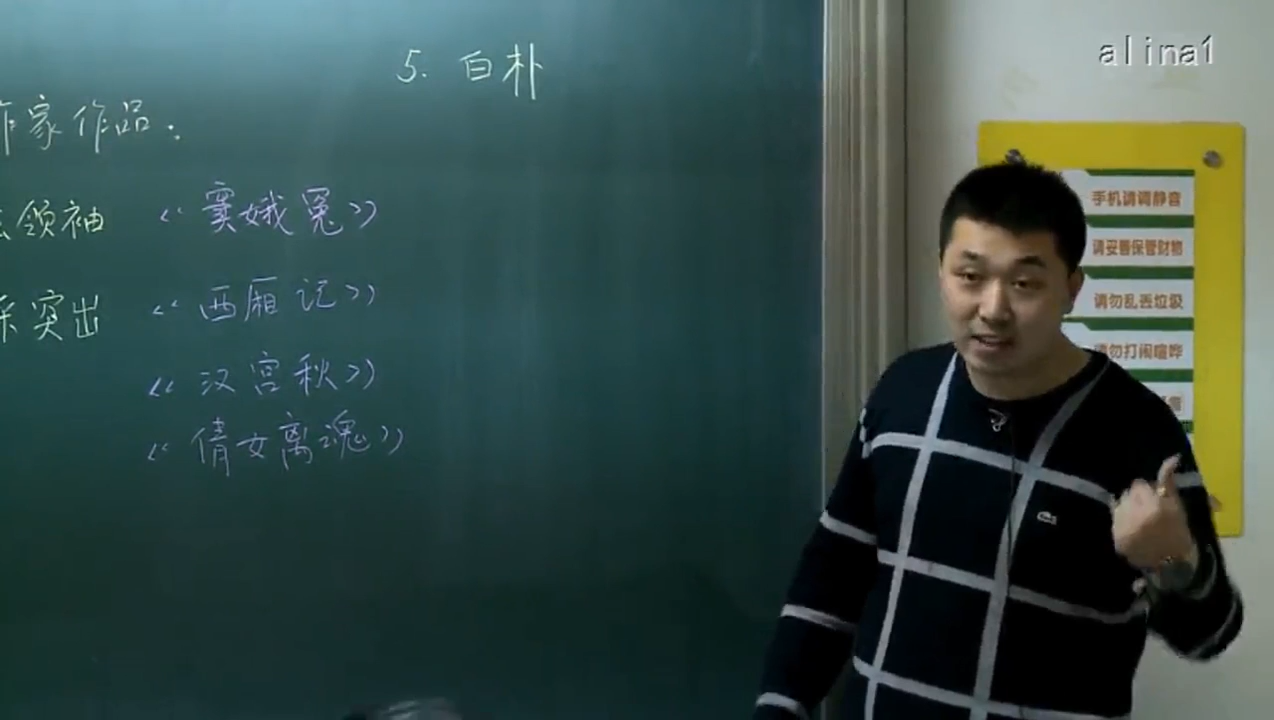 5. 白朴
作家作品.
领袖 《窦娥冤》
突出 《西厢记》
《汉宫秋》
《倩女离魂》
alina1
手机请调静音
请妥善保管财物
请勿乱丢垃圾
请勿打闹喧哗